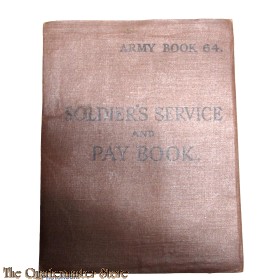 ARMY BOOK 64.
SOLDIER'S SERVICE
AND
PAY BOOK.
The Quartermaster Store